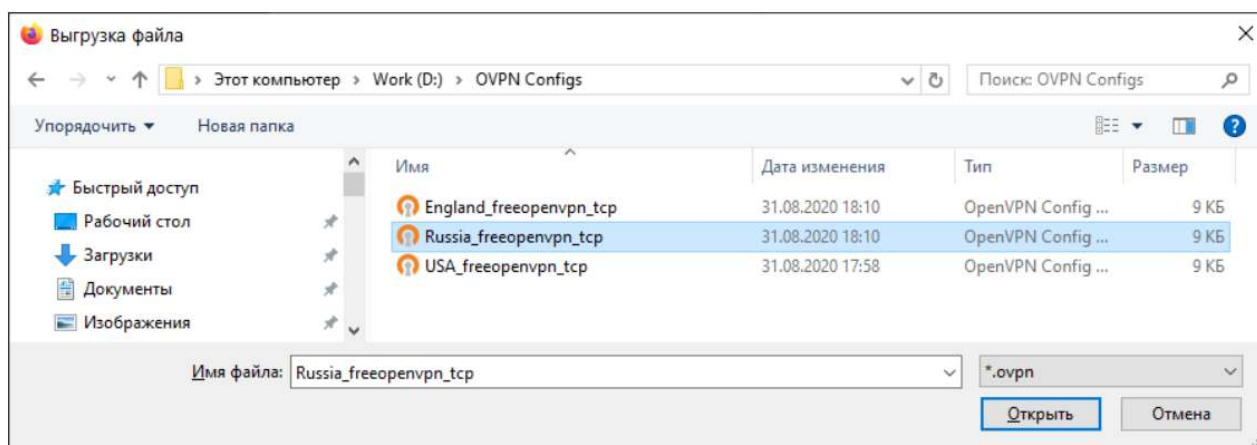 Выгрузка файла
Этот компьютер > Work (D:) > OVPN Configs
Поиск: OVPN Configs
Упорядочить
Новая папка
Имя
Дата изменения
Тип
Размер
Быстрый доступ
Рабочий стол
Загрузки
Документы
Изображения
England_freeopenvpn_tcp 31.08.2020 18:10 OpenVPN Config ... 9 КБ
Russia_freeopenvpn_tcp 31.08.2020 18:10 OpenVPN Config ... 9 КБ
USA_freeopenvpn_tcp 31.08.2020 17:58 OpenVPN Config ... 9 КБ
Имя файла: Russia_freeopenvpn_tcp
*.ovpn
Открыть
Отмена